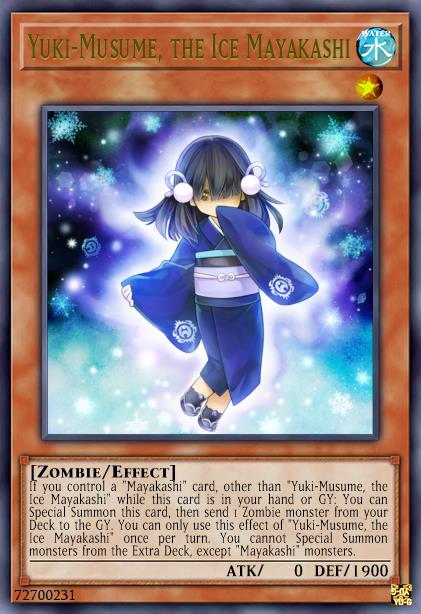 Yuki-Musume, the Ice Mayakashi
WATER
水
[Zombie/Effect]
If you control a "Mayakashi" card, other than "Yuki-Musume, the
Ice Mayakashi" while this card is in your hand or GY: You can
Special Summon this card, then send 1 Zombie monster from your
Deck to the GY. You can only use this effect of "Yuki-Musume, the
Ice Mayakashi" once per turn. You cannot Special Summon
monsters from the Extra Deck, except "Mayakashi" monsters.
ATK/ 0 DEF/1900
72700231